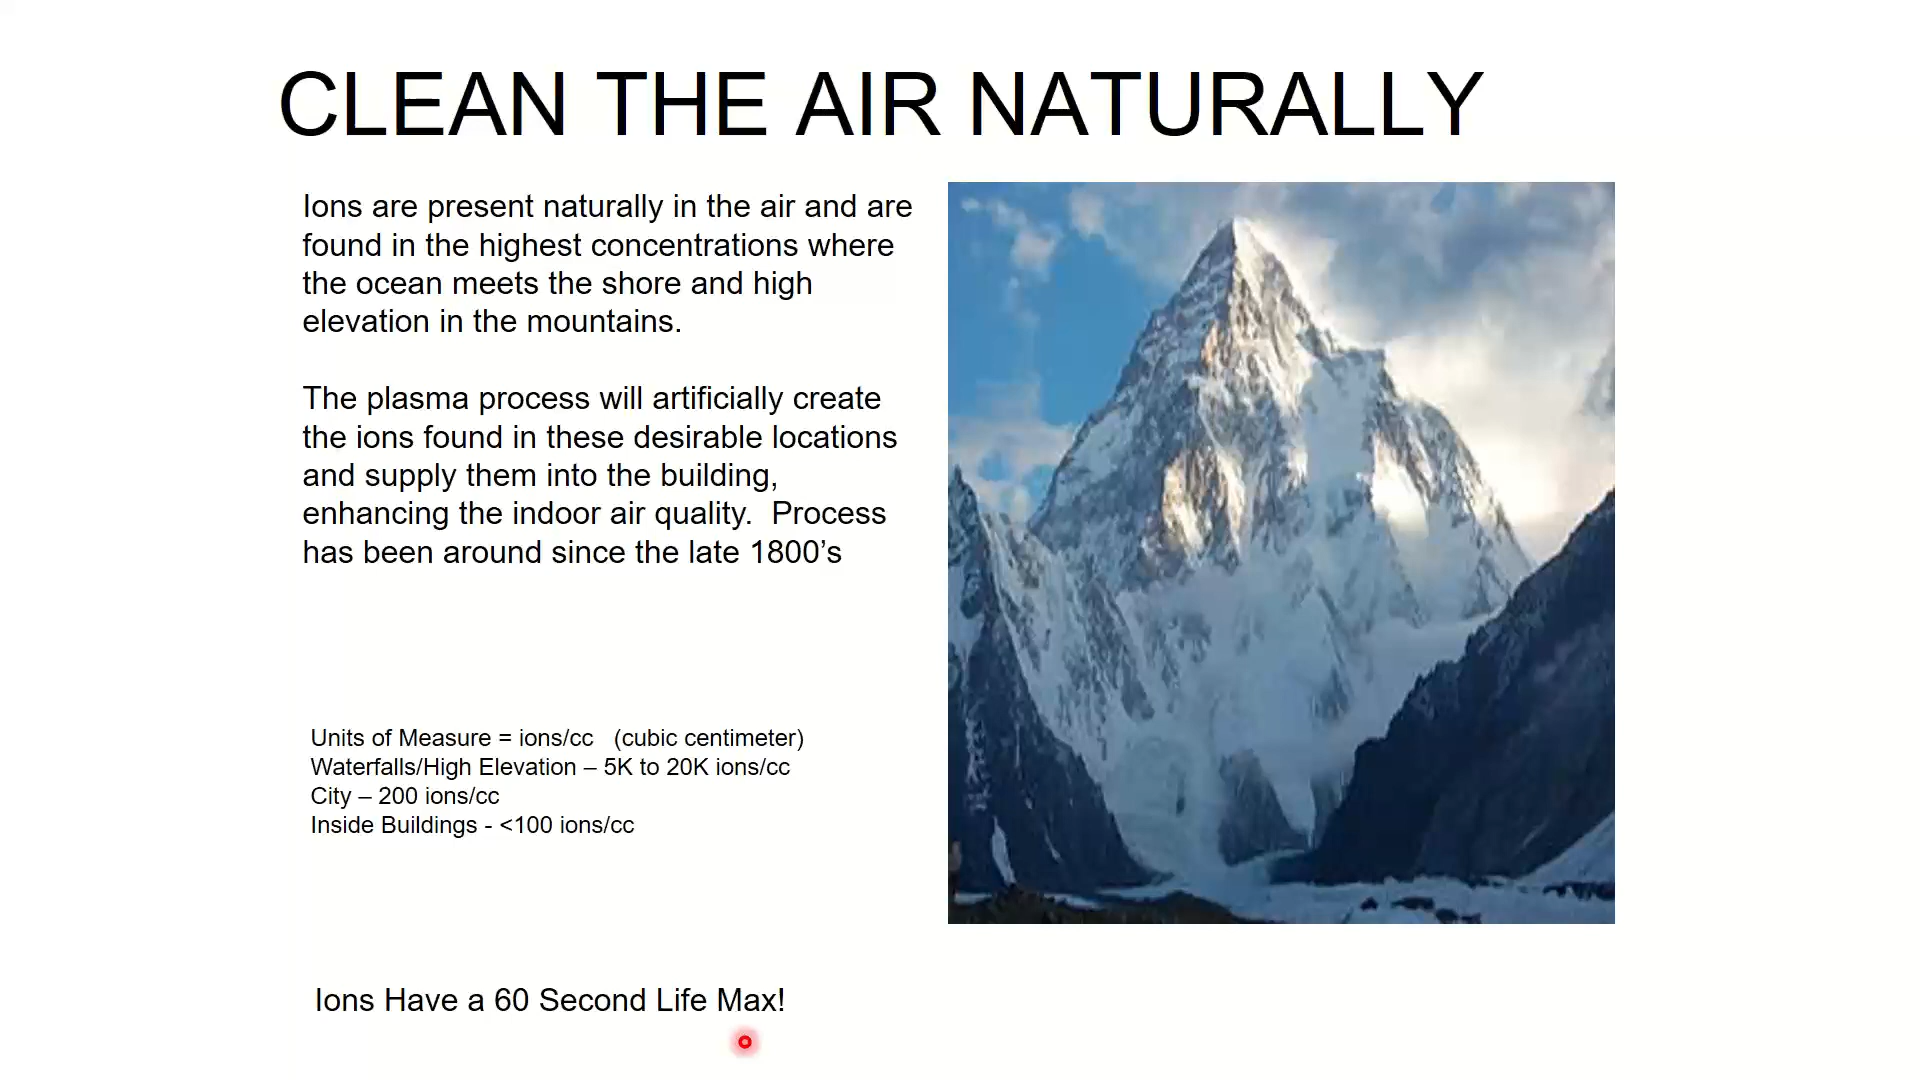 CLEAN THE AIR NATURALLY
Ions are present naturally in the air and are
found in the highest concentrations where
the ocean meets the shore and high
elevation in the mountains.
The plasma process will artificially create
the ions found in these desirable locations
and supply them into the building,
enhancing the indoor air quality.  Process
has been around since the late 1800’s
Units of Measure = ions/cc   (cubic centimeter)
Waterfalls/High Elevation – 5K to 20K ions/cc
City – 200 ions/cc
Inside Buildings - <100 ions/cc
Ions Have a 60 Second Life Max!